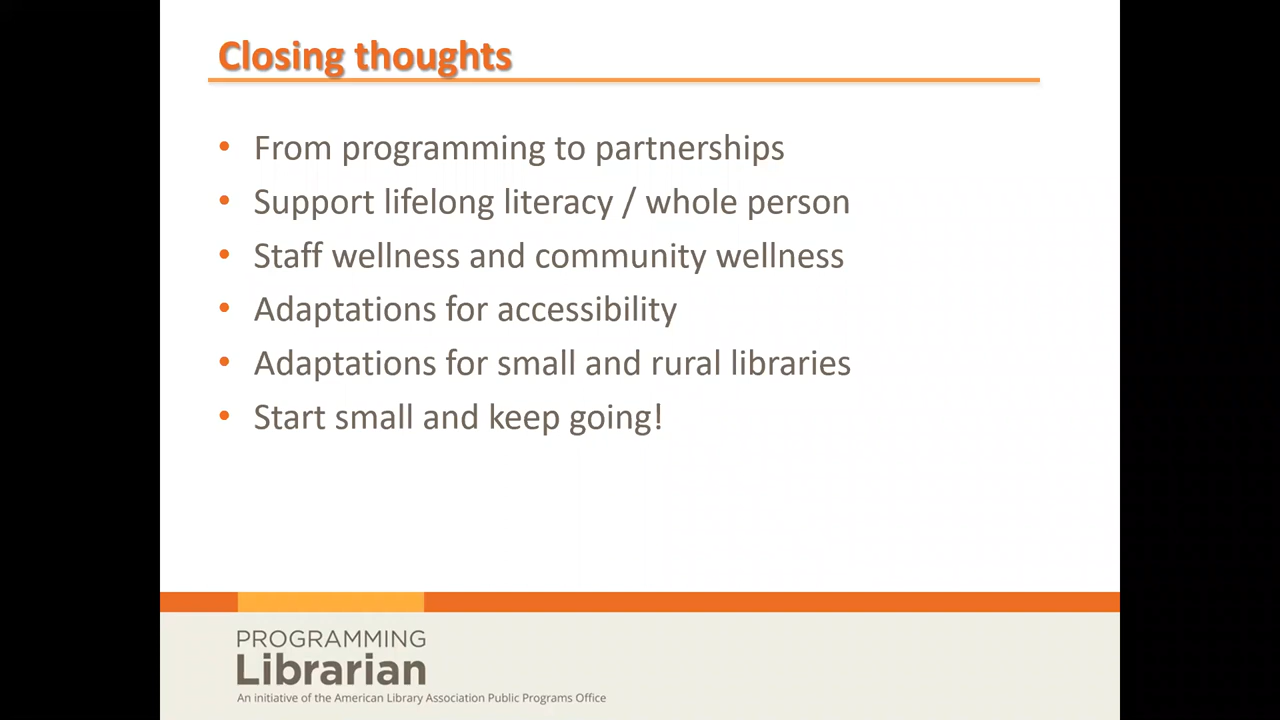 Closing thoughts
• From programming to partnerships
• Support lifelong literacy / whole person
• Staff wellness and community wellness
• Adaptations for accessibility
• Adaptations for small and rural libraries
• Start small and keep going!
PROGRAMMING
Librarian
An initiative of the American Library Association Public Programs Office